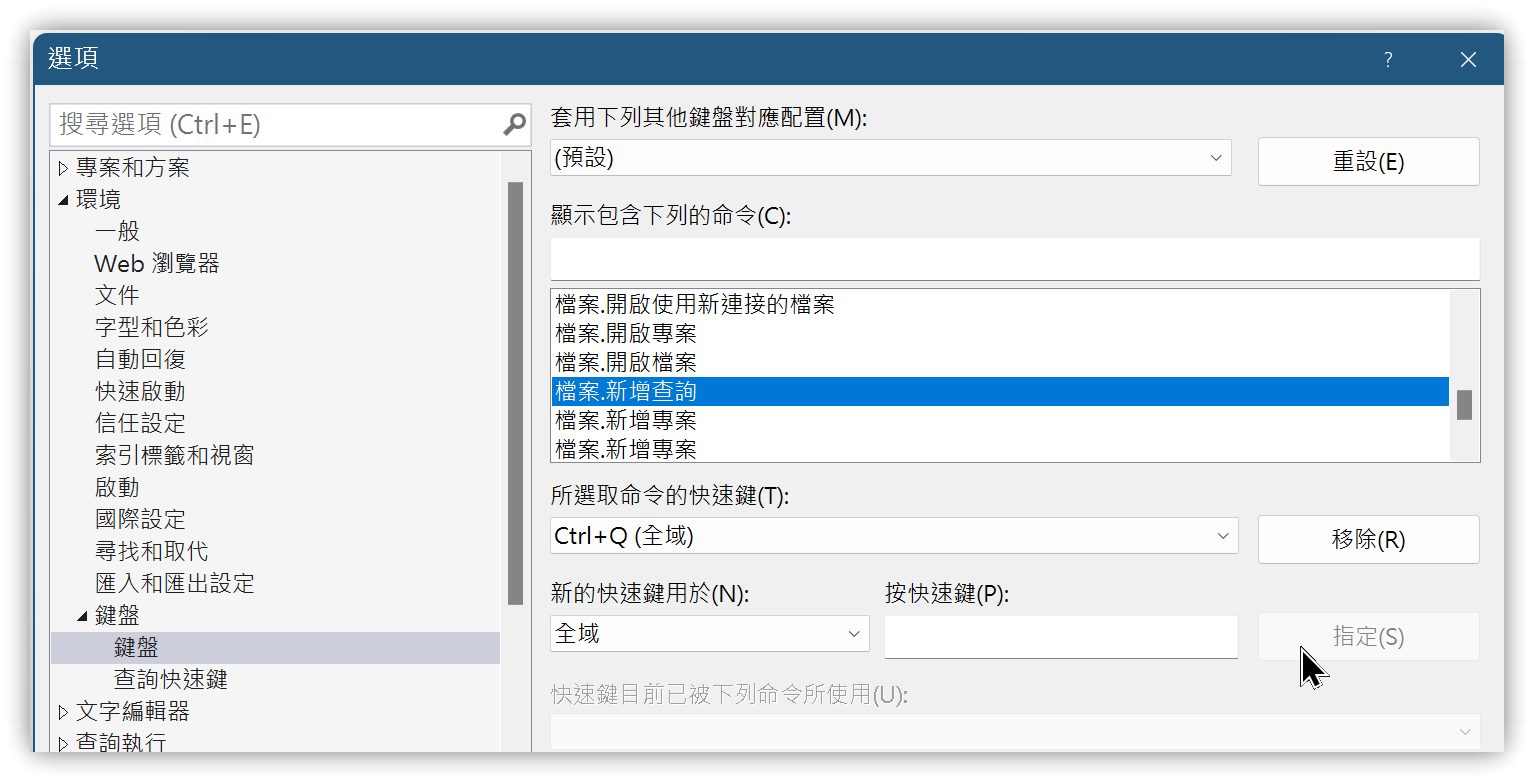 選項
?
搜尋選項 (Ctrl+E)
專案和方案
環境
一般
Web 瀏覽器
文件
字型和色彩
自動回復
快速啟動
信任設定
索引標籤和視窗
啟動
國際設定
尋找和取代
匯入和匯出設定
鍵盤
鍵盤
查詢快速鍵
文字編輯器
查詢執行
套用下列其他鍵盤對應配置(M):
(預設)
重設(E)
顯示包含下列的命令(C):
檔案.開啟使用新連接的檔案
檔案.開啟專案
檔案.開啟檔案
檔案.新增查詢
檔案.新增專案
檔案.新增專案
所選取命令的快速鍵(T):
Ctrl+Q (全域)
移除(R)
新的快速鍵用於(N):
按快速鍵(P):
全域
指定(S)
快速鍵目前已被下列命令所使用(U):